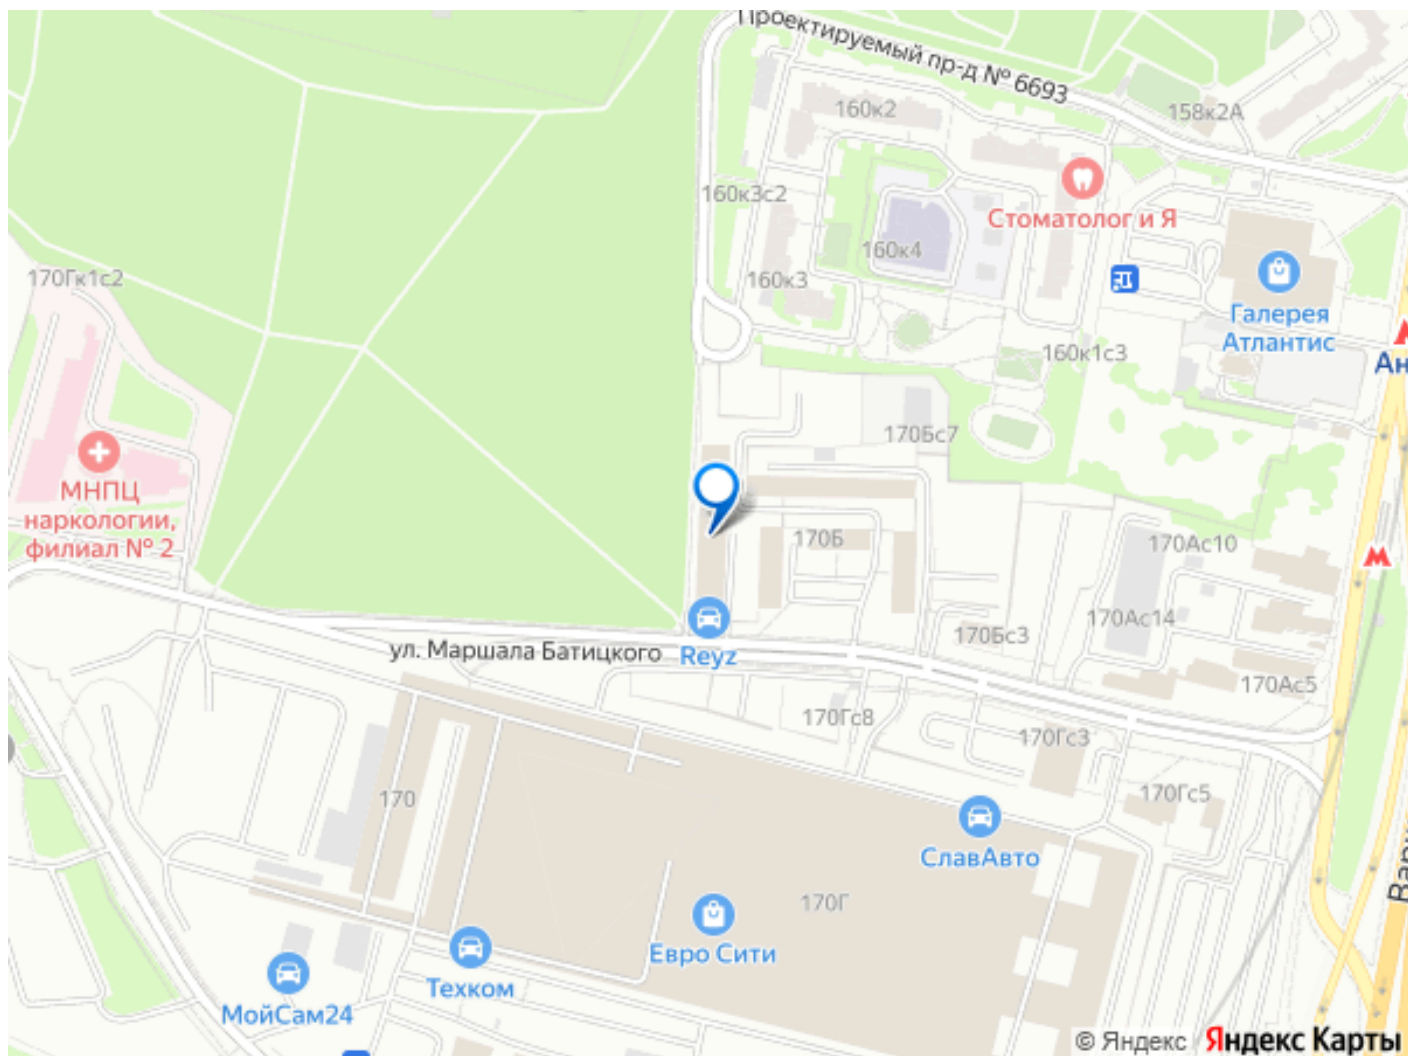 Проектируемый пр-д № 6693
160к2
158к2А
160к3с2
Стоматолог и Я
160к4
170Гк1с2
160к3
Галерея
Атлантис
160к1с3
Ан
170Бс7
МНПЦ
наркологии,
филиал № 2
170Б
170Ас10
170Ас14
170Бс3
ул. Маршала Батицкого
Reyz
170Ас5
170Гс8
170Гс3
170
170Гс5
СлавАвто
Варш
170Г
Евро Сити
Техком
МойСам24
© Яндекс Яндекс Карты